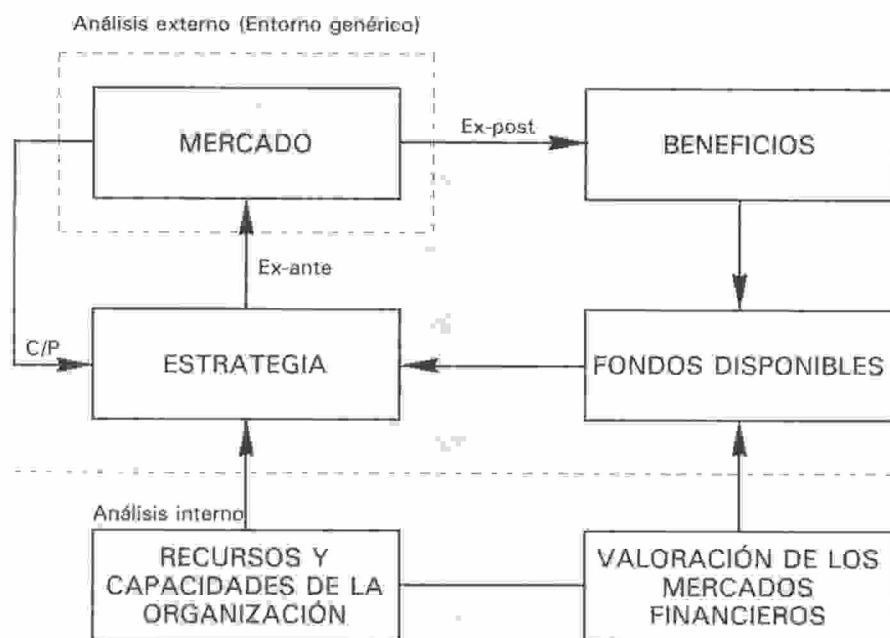 Análisis externo (Entorno genérico)
MERCADO
Ex-post
BENEFICIOS
Ex-ante
C/P
ESTRATEGIA
FONDOS DISPONIBLES
Análisis interno
RECURSOS Y
CAPACIDADES DE LA
ORGANIZACIÓN
VALORACIÓN DE LOS
MERCADOS
FINANCIEROS